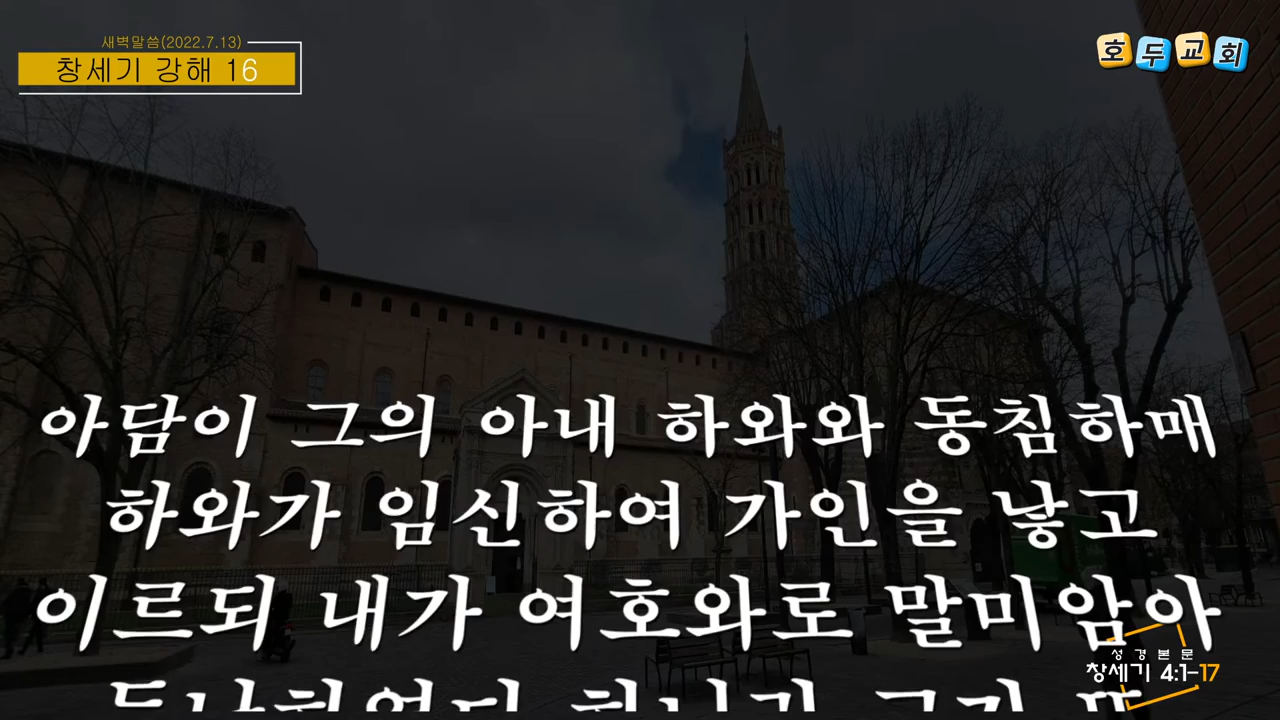 새벽말씀(2022.7.13)
창세기 강해 16
호두교회
아담이 그의 아내 하와와 동침하매
하와가 임신하여 가인을 낳고
이르되 내가 여호와로 말미암아
성경본문
창세기 4:1-17